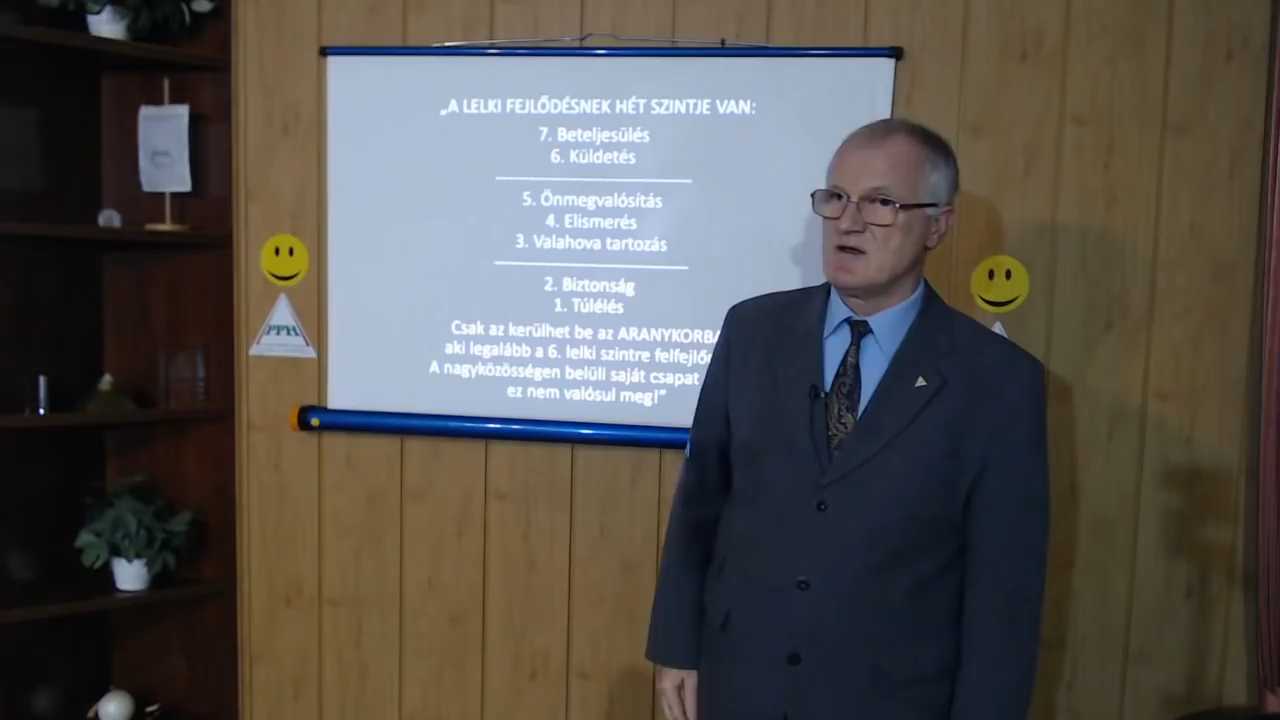 „A LELKI FEJLŐDÉSNEK HÉT SZINTJE VAN:
7. Beteljesülés
6. Küldetés
5. Önmegvalósítás
4. Elismerés
3. Valahova tartozás
2. Biztonság
1. Túlélés
Csak az kerülhet be az ARANYKORBA
aki legalább a 6. lelki szintre
A nagyközösségen belüli saját csapat
ez nem valósul meg!”
PPH